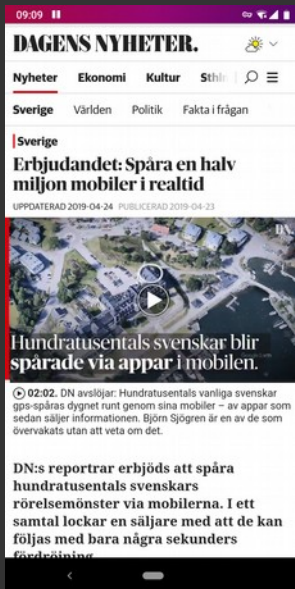 09:09
DAGENS NYHETER.
Nyheter Ekonomi Kultur Sthl
Sverige Världen Politik Fakta i frågan
Sverige
Erbjudandet: Spåra en halv
miljon mobiler i realtid
UPPDATERAD 2019-04-24 PUBLICERAD 2019-04-23
DN.
Hundratusentals svenskar blir
spårade via appar i mobilen.
02:02. DN avslöjar: Hundratusentals vanliga svenskar
gps-spåras dygnet runt genom sina mobiler – av appar som
sedan säljer informationen. Björn Sjögren är en av de som
övervakats utan att veta om det.
DN:s reportrar erbjöds att spåra
hundratusentals svenskars
rörelsemönster via mobilerna. I ett
samtal lockar en säljare med att de kan
följas med bara några sekunders
fördröjning